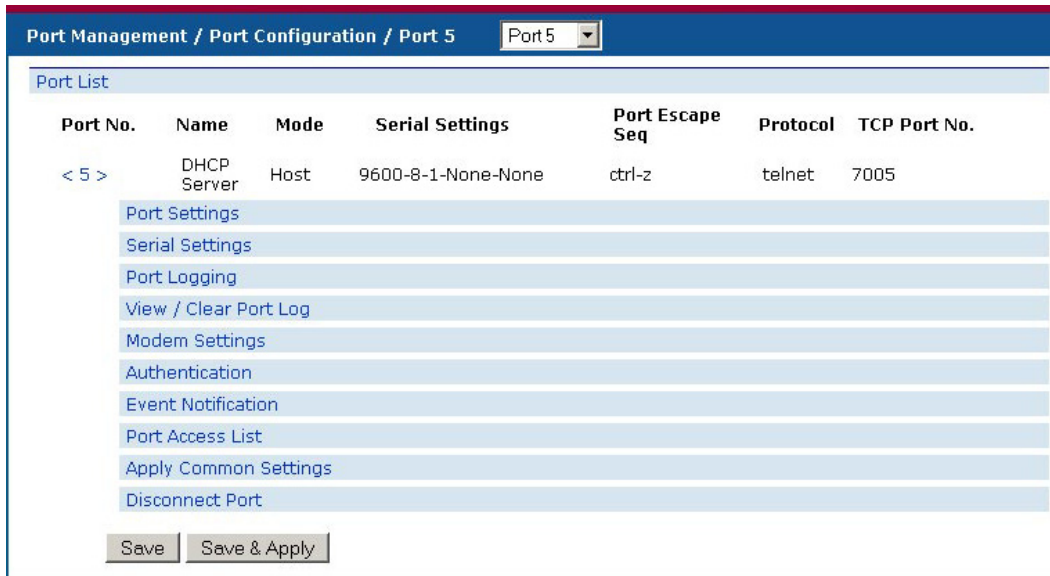 Port Management / Port Configuration / Port 5 Port 5
Port List
Port No. Name Mode Serial Settings Port Escape Seq Protocol TCP Port No.
< 5 > DHCP Server Host 9600-8-1-None-None ctrl-z telnet 7005
Port Settings
Serial Settings
Port Logging
View / Clear Port Log
Modem Settings
Authentication
Event Notification
Port Access List
Apply Common Settings
Disconnect Port
Save Save & Apply